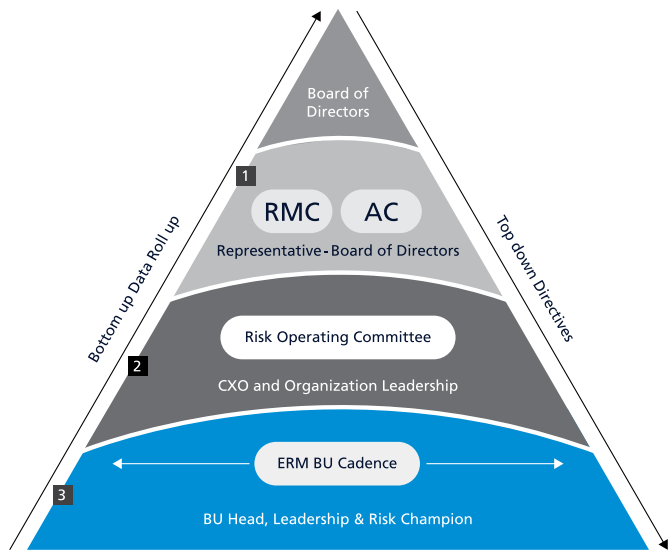 Board of
Directors
1
RMC
AC
Representative-Board of Directors
Bottom up Data Roll up
Top down Directives
Risk Operating Committee
2
CXO and Organization Leadership
ERM BU Cadence
3
BU Head, Leadership & Risk Champion